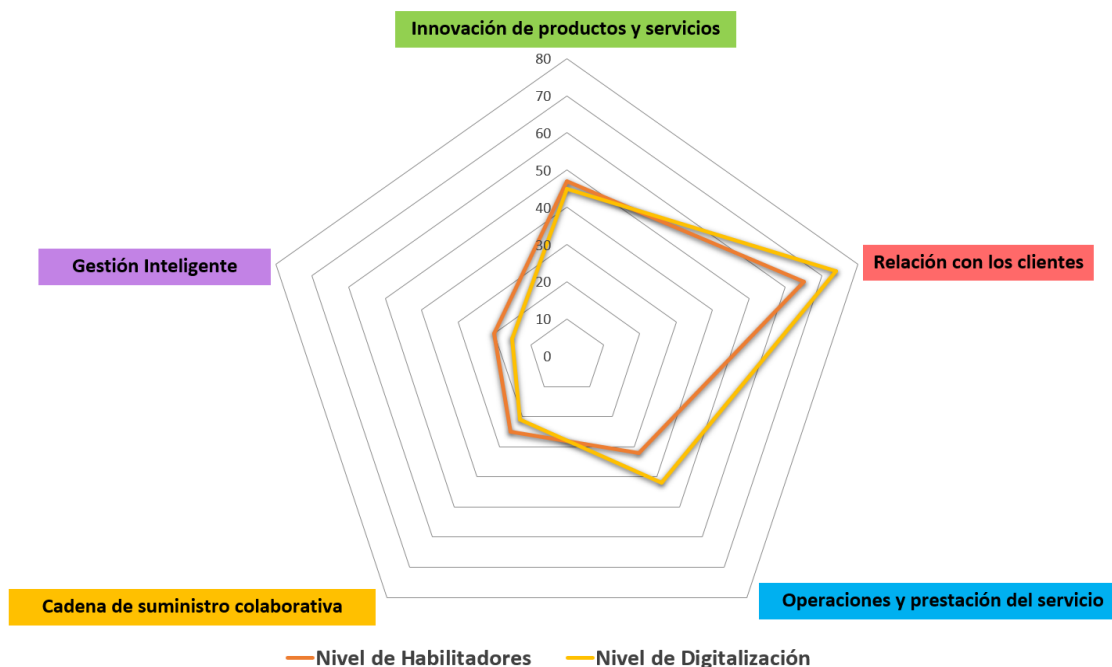 Innovación de productos y servicios
80
70
60
50
40
30
20
10
0
Gestión Inteligente
Relación con los clientes
Cadena de suministro colaborativa
Operaciones y prestación del servicio
Nivel de Habilitadores
Nivel de Digitalización